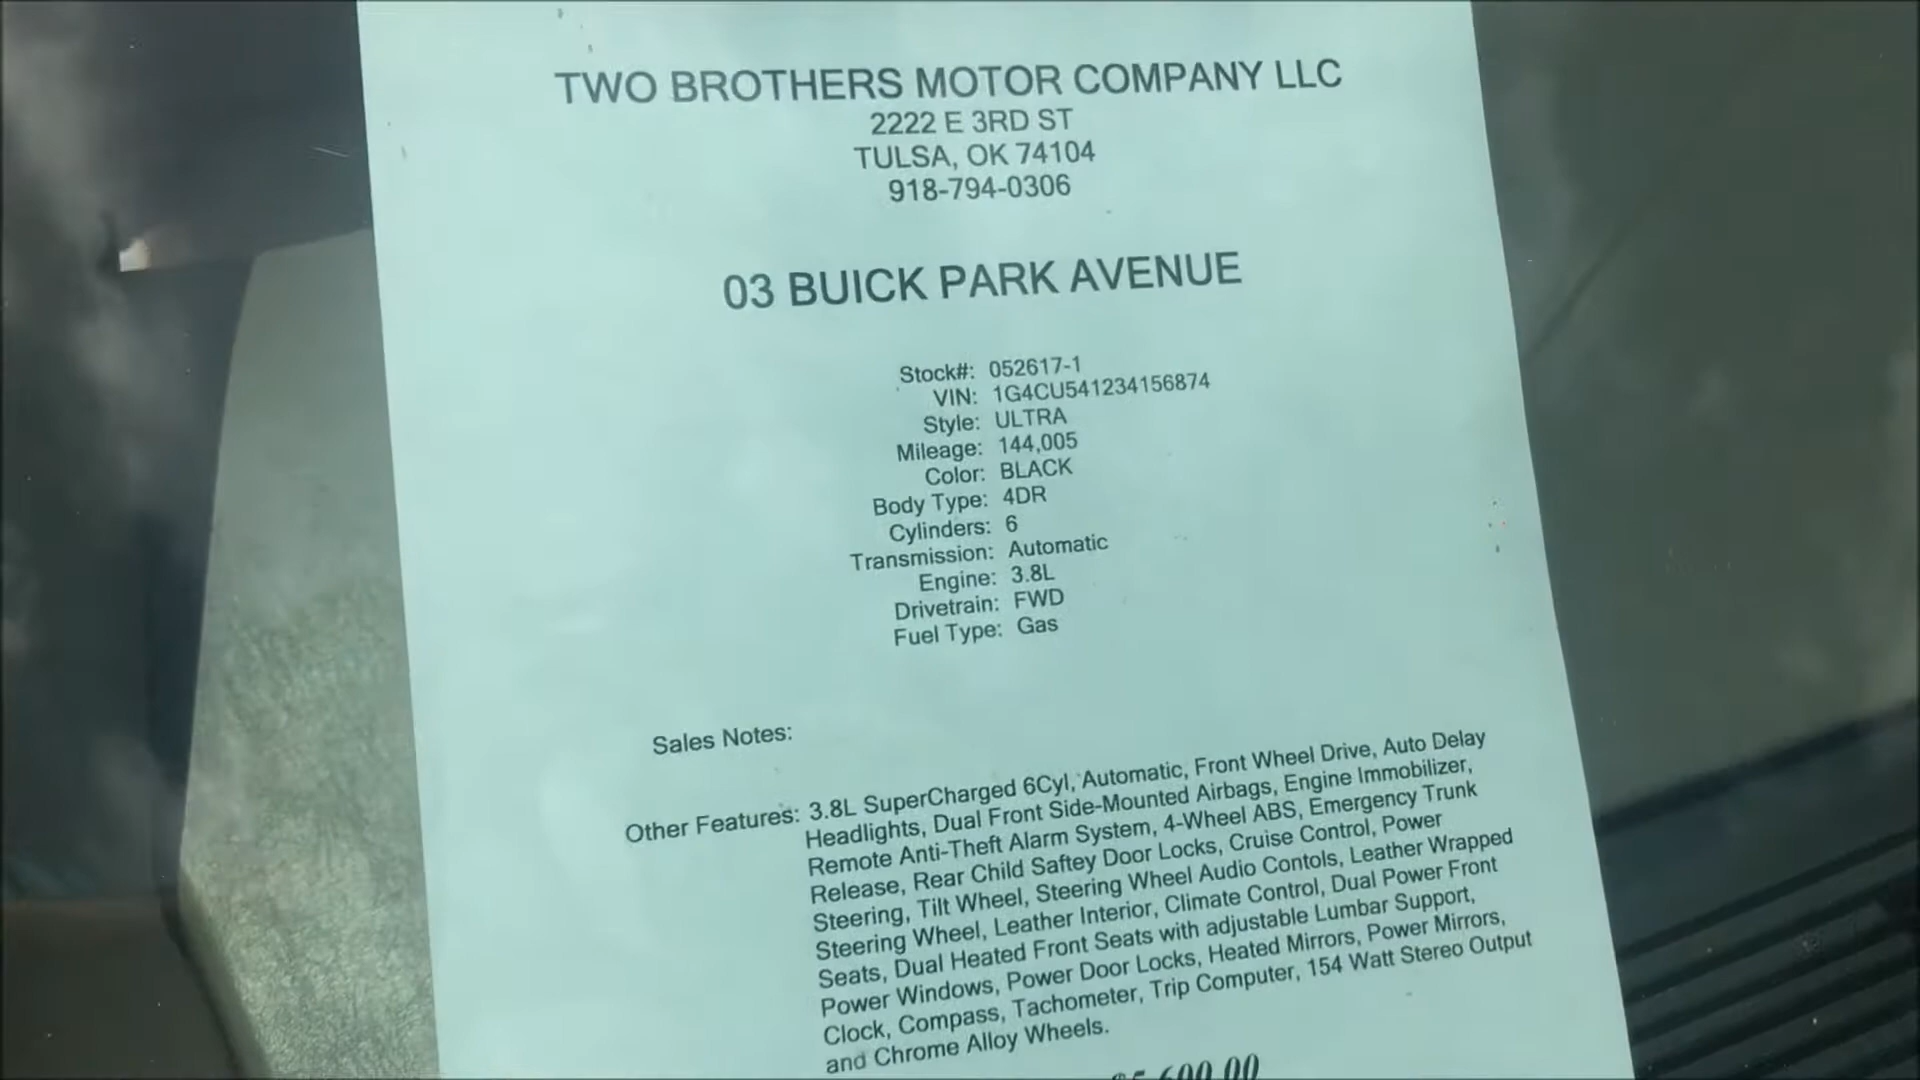 TWO BROTHERS MOTOR COMPANY LLC
2222 E 3RD ST
TULSA, OK 74104
918-794-0306
03 BUICK PARK AVENUE
Stock#: 052617-1
VIN: 1G4CU541234156874
Style: ULTRA
Mileage: 144,005
Color: BLACK
Body Type: 4DR
Cylinders: 6
Transmission: Automatic
Engine: 3.8L
Drivetrain: FWD
Fuel Type: Gas
Sales Notes:
Other Features: 3.8L SuperCharged 6Cyl, Automatic, Front Wheel Drive, Auto Delay
Headlights, Dual Front Side-Mounted Airbags, Engine Immobilizer,
Remote Anti-Theft Alarm System, 4-Wheel ABS, Emergency Trunk
Release, Rear Child Saftey Door Locks, Cruise Control, Power
Steering, Tilt Wheel, Steering Wheel Audio Contols, Leather Wrapped
Steering Wheel, Leather Interior, Climate Control, Dual Power Front
Seats, Dual Heated Front Seats with adjustable Lumbar Support,
Power Windows, Power Door Locks, Heated Mirrors, Power Mirrors,
Clock, Compass, Tachometer, Trip Computer, 154 Watt Stereo Output
and Chrome Alloy Wheels.
$5,600.00